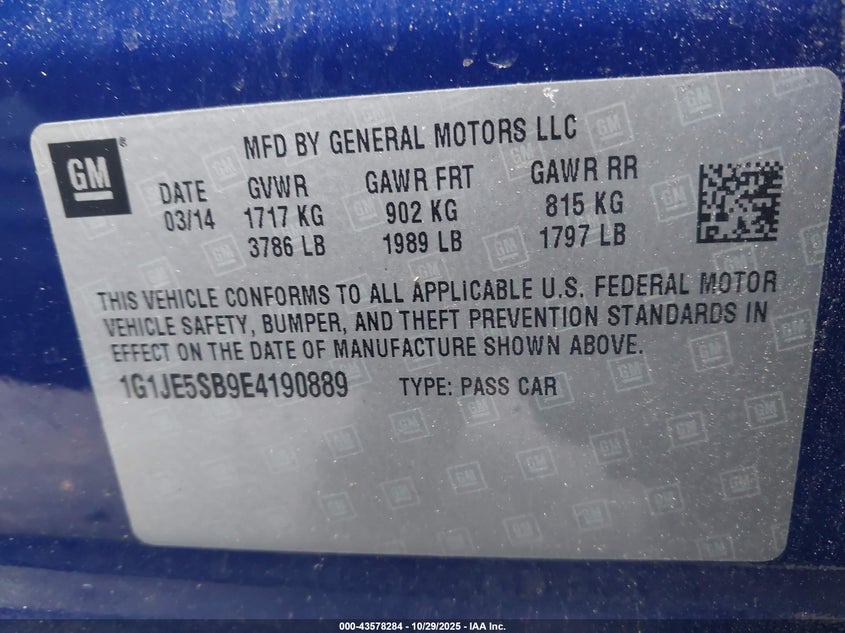 GM
MFD BY GENERAL MOTORS LLC
DATE GVWR GAWR FRT GAWR RR
03/14 1717 KG 902 KG 815 KG
3786 LB 1989 LB 1797 LB
THIS VEHICLE CONFORMS TO ALL APPLICABLE U.S. FEDERAL MOTOR
VEHICLE SAFETY, BUMPER, AND THEFT PREVENTION STANDARDS IN
EFFECT ON THE DATE OF MANUFACTURE SHOWN ABOVE.
1G1JE5SB9E4190889 TYPE: PASS CAR
000-43578284 | 10/29/2025 - IAA Inc.